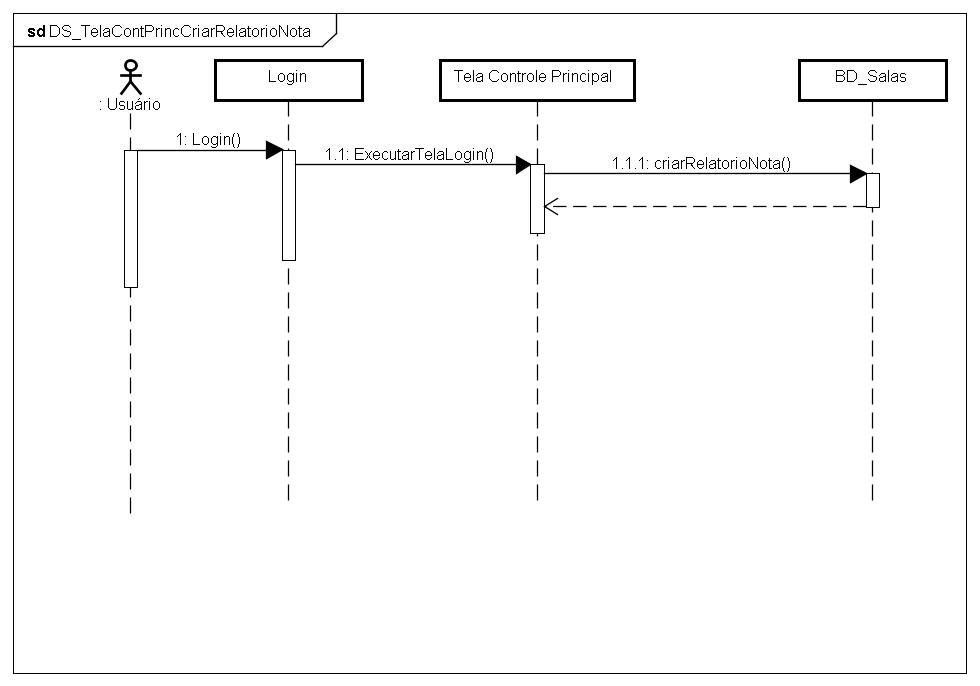 sd DS_TelaContPrincCriarRelatorioNota
: Usuário
Login
Tela Controle Principal
BD_Salas
1: Login()
1.1: ExecutarTelaLogin()
1.1.1: criarRelatorioNota()